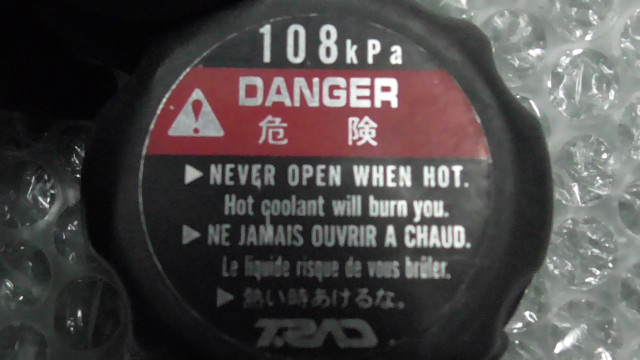 108kPa
DANGER
危険
▶ NEVER OPEN WHEN HOT.
Hot coolant will burn you.
▶ NE JAMAIS OUVRIR A CHAUD.
Le liquide risque de vous brûler.
▶ 熱い時あけるな。
T.RAD